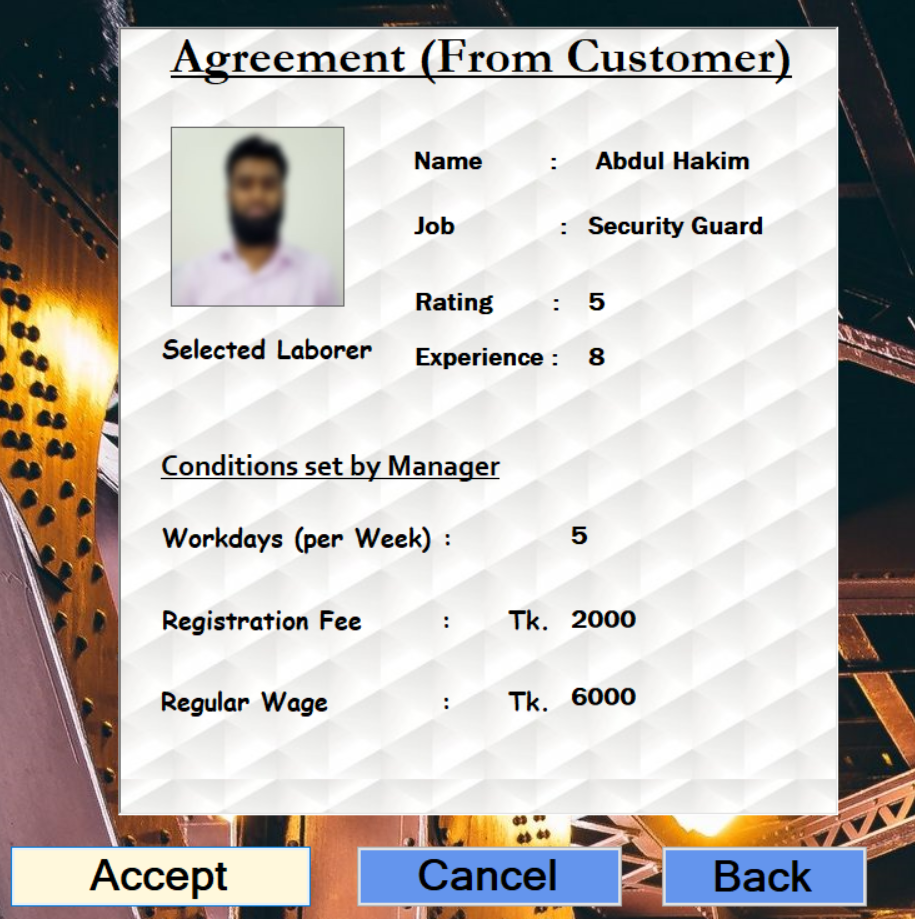 Agreement (From Customer)
Name : Abdul Hakim
Job : Security Guard
Rating : 5
Selected Laborer
Experience : 8
Conditions set by Manager
Workdays (per Week) : 5
Registration Fee : Tk. 2000
Regular Wage : Tk. 6000
Accept Cancel Back